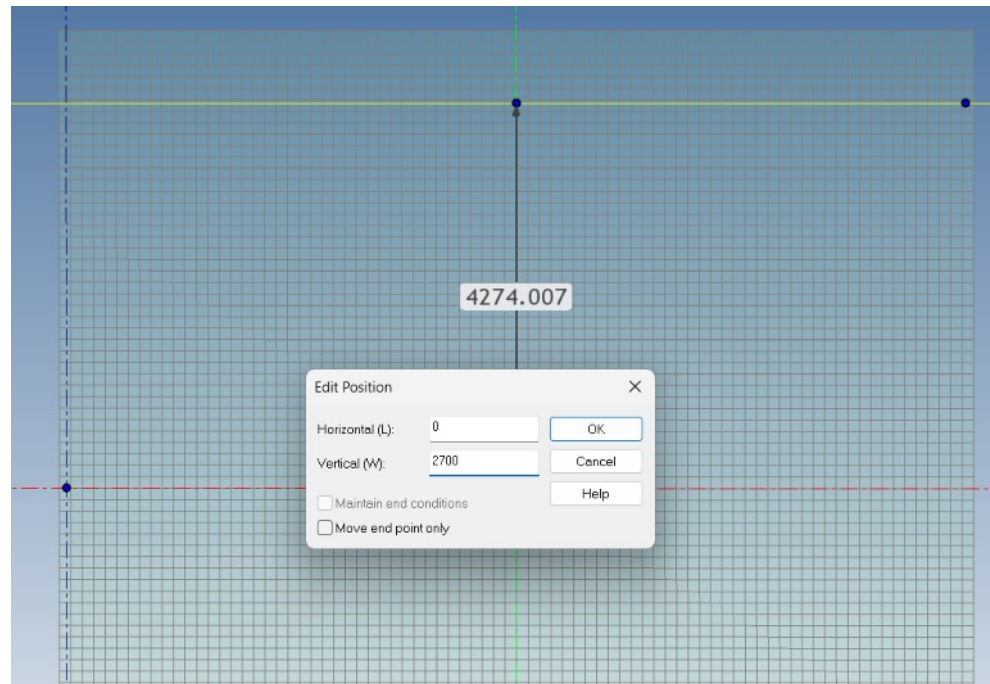 4274.007
Edit Position
Horizontal (L): 0 OK
Vertical (W): 2700 Cancel
Help
Maintain end conditions
Move end point only